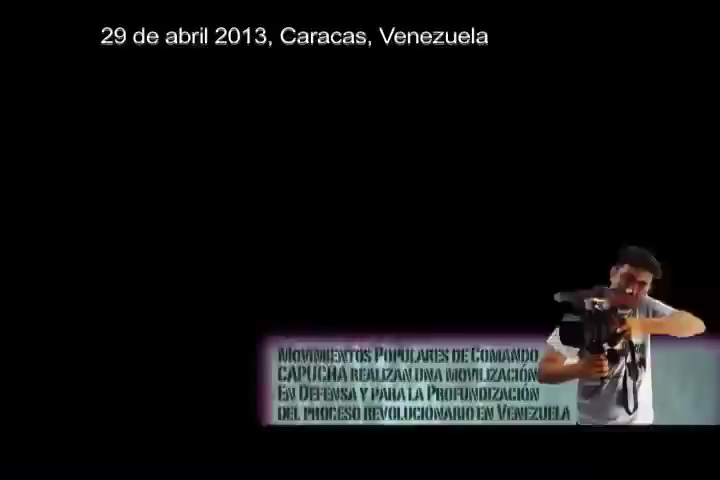 29 de abril 2013, Caracas, Venezuela
Movimientos Populares de Comando
CAPUCHA realizan una movilización
En Defensa y para la Profundización
del proceso revolucionario en Venezuela